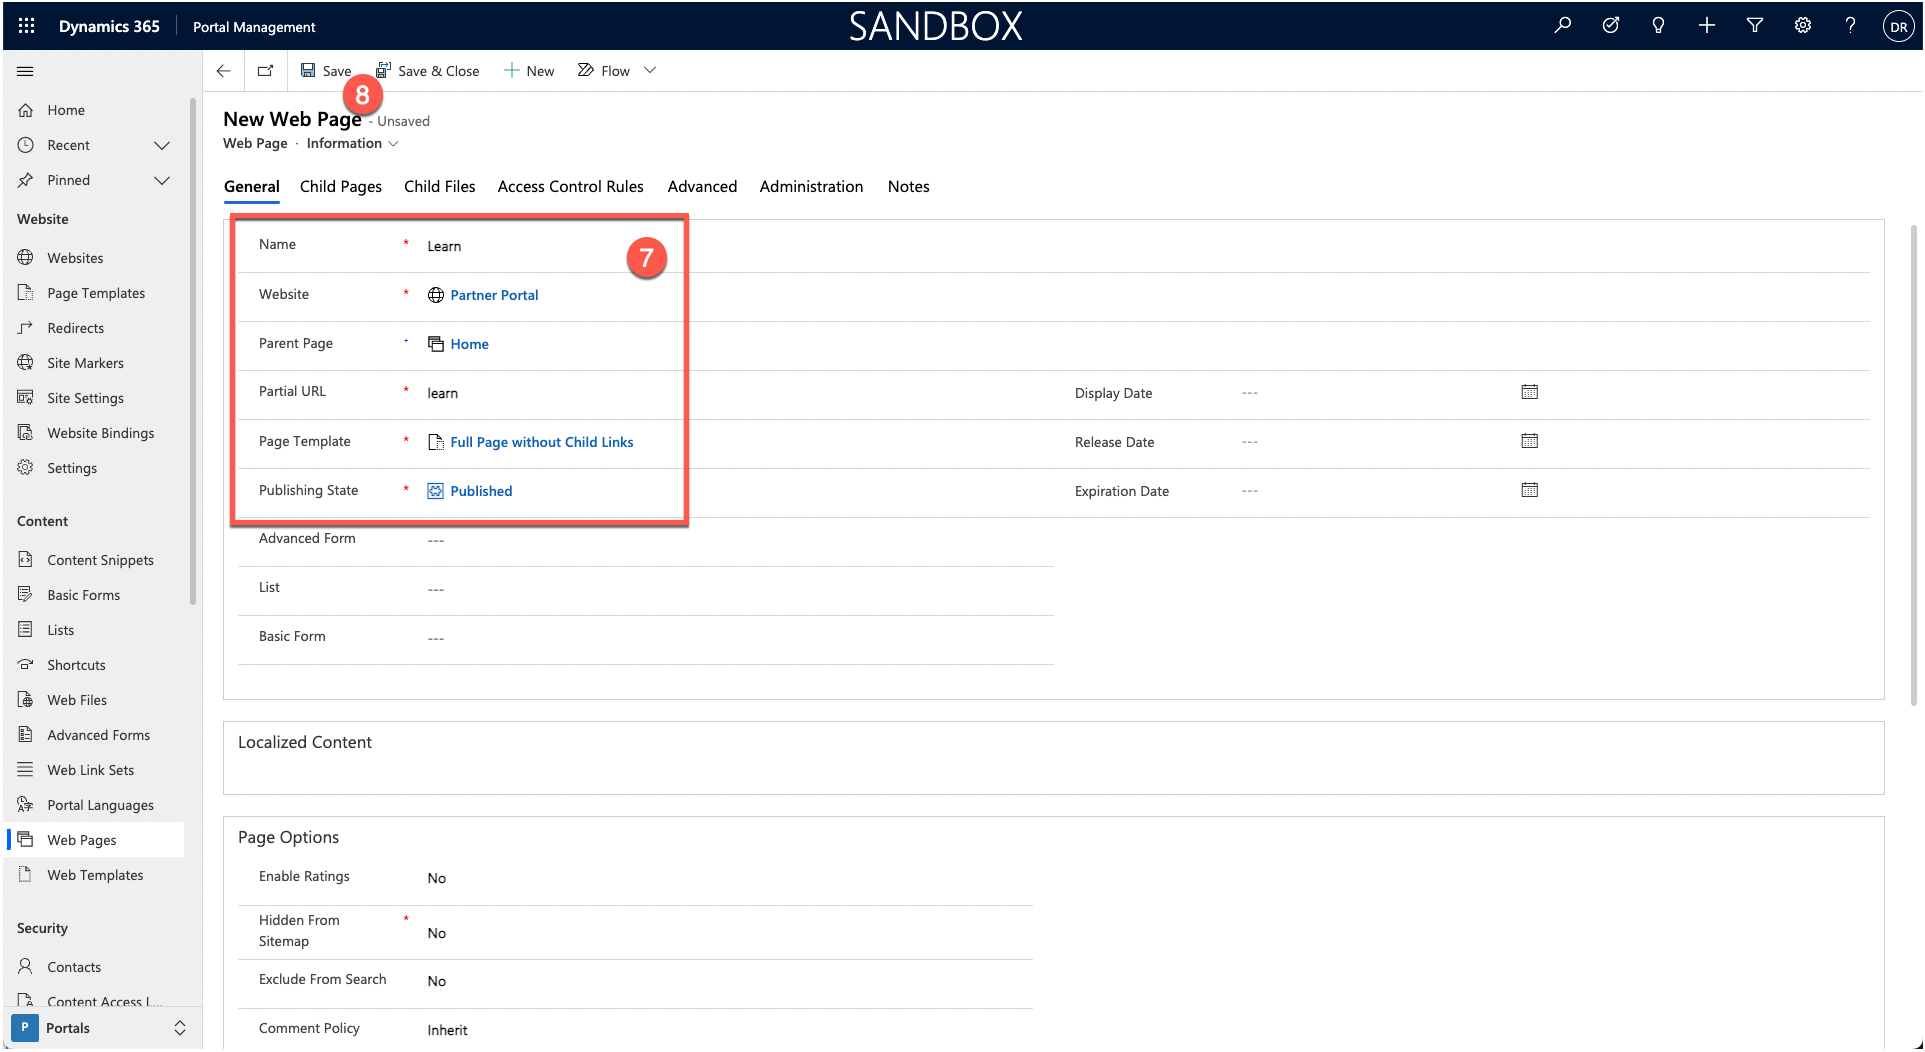 Dynamics 365
Portal Management
SANDBOX
DR
Save
Save & Close
New
Flow
8
New Web Page - Unsaved
Web Page · Information
Home
Recent
Pinned
Website
Websites
Page Templates
Redirects
Site Markers
Site Settings
Website Bindings
Settings
Content
Content Snippets
Basic Forms
Lists
Shortcuts
Web Files
Advanced Forms
Web Link Sets
Portal Languages
Web Pages
Web Templates
Security
Contacts
Content Access L...
P Portals
General
Child Pages
Child Files
Access Control Rules
Advanced
Administration
Notes
7
Name * Learn
Website * Partner Portal
Parent Page + Home
Partial URL * learn
Display Date ---
Page Template * Full Page without Child Links
Release Date ---
Publishing State * Published
Expiration Date ---
Advanced Form ---
List ---
Basic Form ---
Localized Content
Page Options
Enable Ratings No
Hidden From
Sitemap * No
Exclude From Search No
Comment Policy Inherit